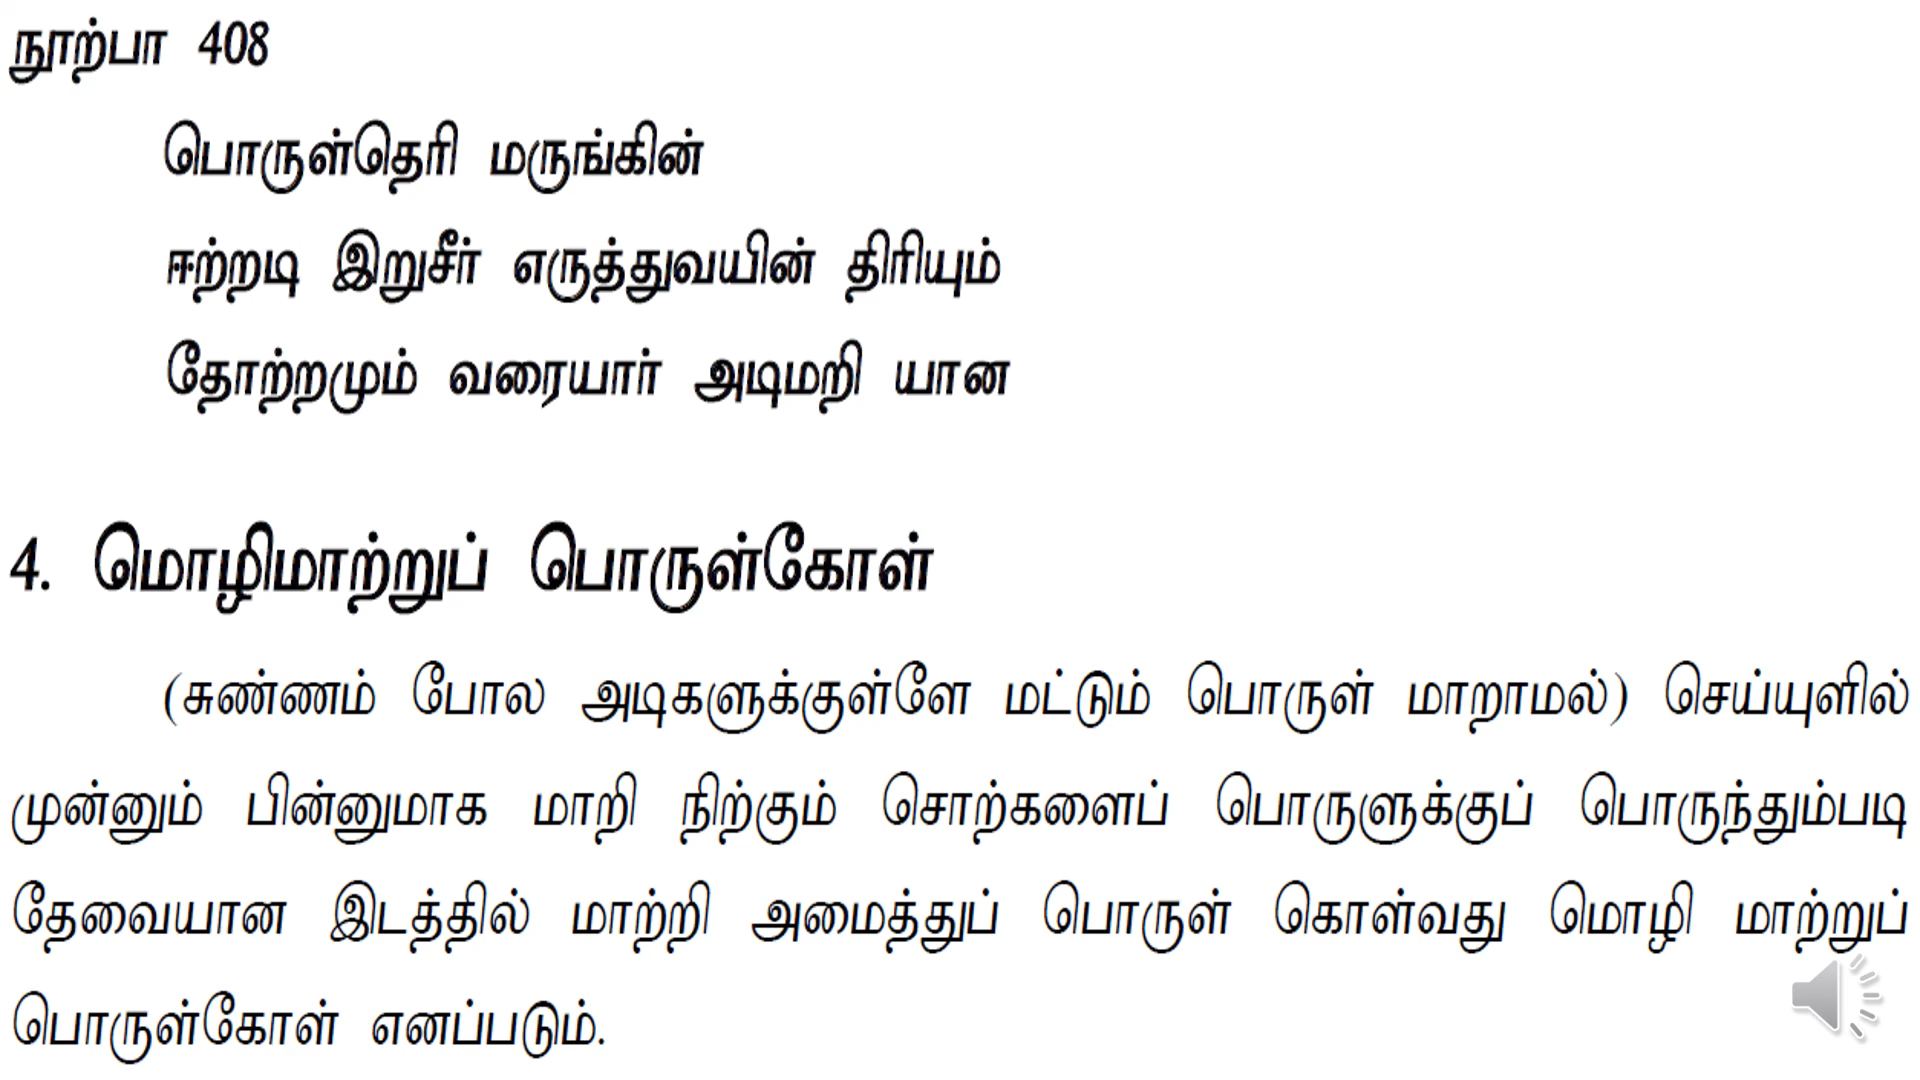 நூற்பா 408
பொருள்தெரி மருங்கின்
ஈற்றடி இறுசீர் எருத்துவயின் திரியும்
தோற்றமும் வரையார் அடிமறி யான
4. மொழிமாற்றுப் பொருள்கோள்
(சுண்ணம் போல அடிகளுக்குள்ளே மட்டும் பொருள் மாறாமல்) செய்யுளில்
முன்னும் பின்னுமாக மாறி நிற்கும் சொற்களைப் பொருளுக்குப் பொருந்தும்படி
தேவையான இடத்தில் மாற்றி அமைத்துப் பொருள் கொள்வது மொழி மாற்றுப்
பொருள்கோள் எனப்படும்.